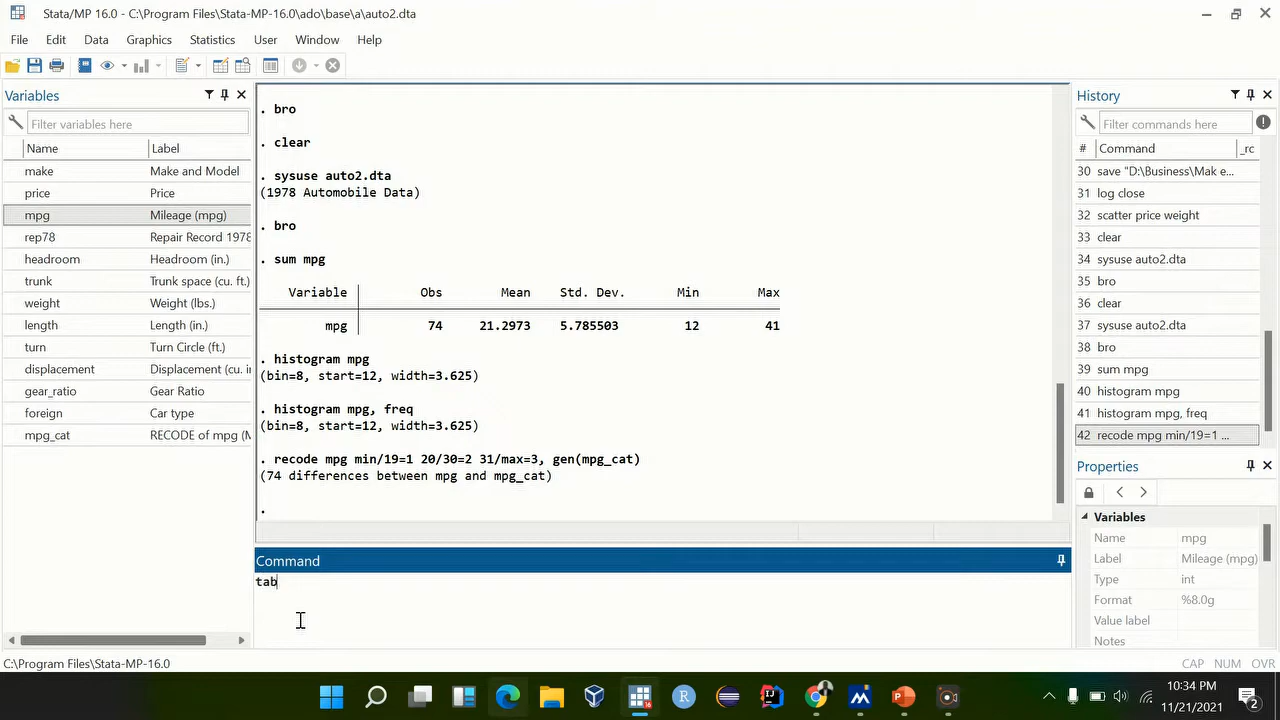 Stata/MP 16.0 - C:\Program Files\Stata-MP-16.0\ado\base\a\auto2.dta
File Edit Data Graphics Statistics User Window Help
Variables
Filter variables here
Name Label
make Make and Model
price Price
mpg Mileage (mpg)
rep78 Repair Record 1978
headroom Headroom (in.)
trunk Trunk space (cu. ft.)
weight Weight (lbs.)
length Length (in.)
turn Turn Circle (ft.)
displacement Displacement (cu. i
gear_ratio Gear Ratio
foreign Car type
mpg_cat RECODE of mpg (M
. bro
. clear
. sysuse auto2.dta
(1978 Automobile Data)
. bro
. sum mpg
Variable Obs Mean Std. Dev. Min Max
mpg 74 21.2973 5.785503 12 41
. histogram mpg
(bin=8, start=12, width=3.625)
. histogram mpg, freq
(bin=8, start=12, width=3.625)
. recode mpg min/19=1 20/30=2 31/max=3, gen(mpg_cat)
(74 differences between mpg and mpg_cat)
.
Command
tab
History
Filter commands here
# Command _rc
30 save "D:\Business\Mak e...
31 log close
32 scatter price weight
33 clear
34 sysuse auto2.dta
35 bro
36 clear
37 sysuse auto2.dta
38 bro
39 sum mpg
40 histogram mpg
41 histogram mpg, freq
42 recode mpg min/19=1 ...
Properties
Variables
Name mpg
Label Mileage (mpg)
Type int
Format %8.0g
Value label
Notes
C:\Program Files\Stata-MP-16.0
CAP NUM OVR
10:34 PM
11/21/2021